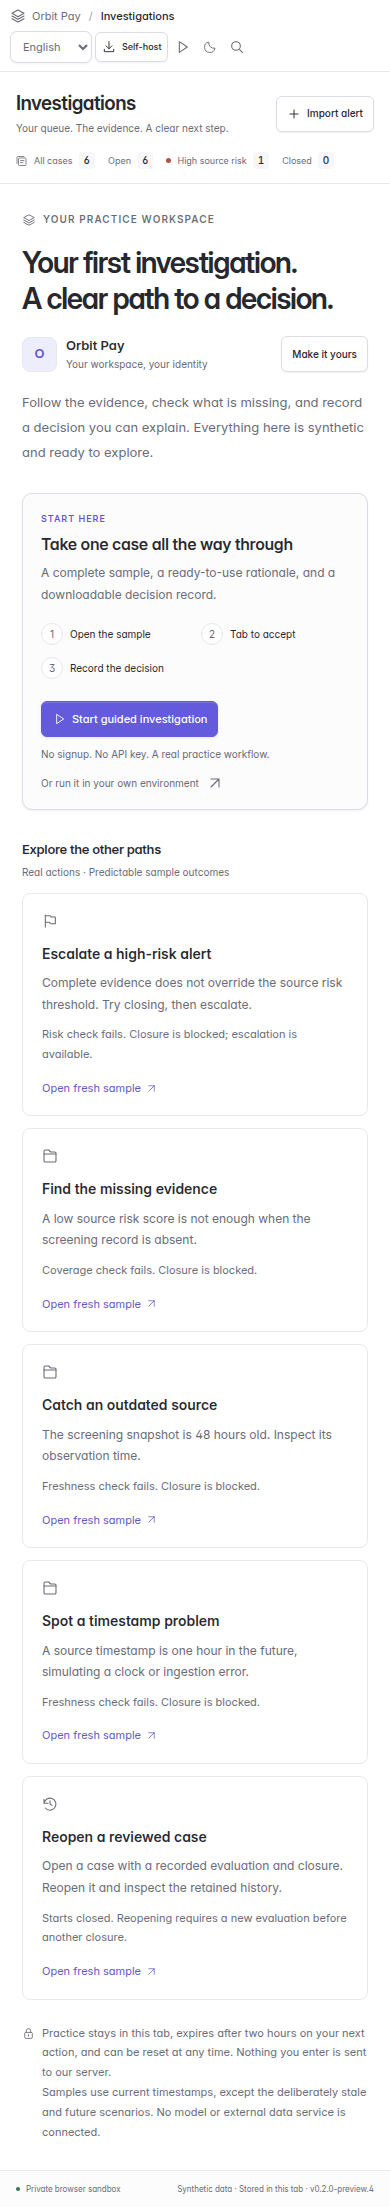 Orbit Pay / Investigations
English Self-host
Investigations
Import alert
Your queue. The evidence. A clear next step.
All cases 6 Open 6 High source risk 1 Closed 0
YOUR PRACTICE WORKSPACE
Your first investigation.
A clear path to a decision.
O Orbit Pay
Your workspace, your identity
Make it yours
Follow the evidence, check what is missing, and record
a decision you can explain. Everything here is synthetic
and ready to explore.
START HERE
Take one case all the way through
A complete sample, a ready-to-use rationale, and a
downloadable decision record.
1 Open the sample 2 Tab to accept
3 Record the decision
Start guided investigation
No signup. No API key. A real practice workflow.
Or run it in your own environment
Explore the other paths
Real actions · Predictable sample outcomes
Escalate a high-risk alert
Complete evidence does not override the source risk
threshold. Try closing, then escalate.
Risk check fails. Closure is blocked; escalation is
available.
Open fresh sample
Find the missing evidence
A low source risk score is not enough when the
screening record is absent.
Coverage check fails. Closure is blocked.
Open fresh sample
Catch an outdated source
The screening snapshot is 48 hours old. Inspect its
observation time.
Freshness check fails. Closure is blocked.
Open fresh sample
Spot a timestamp problem
A source timestamp is one hour in the future,
simulating a clock or ingestion error.
Freshness check fails. Closure is blocked.
Open fresh sample
Reopen a reviewed case
Open a case with a recorded evaluation and closure.
Reopen it and inspect the retained history.
Starts closed. Reopening requires a new evaluation before
another closure.
Open fresh sample
Practice stays in this tab, expires after two hours on your next
action, and can be reset at any time. Nothing you enter is sent
to our server.
Samples use current timestamps, except the deliberately stale
and future scenarios. No model or external data service is
connected.
Private browser sandbox
Synthetic data · Stored in this tab · v0.2.0-preview.4